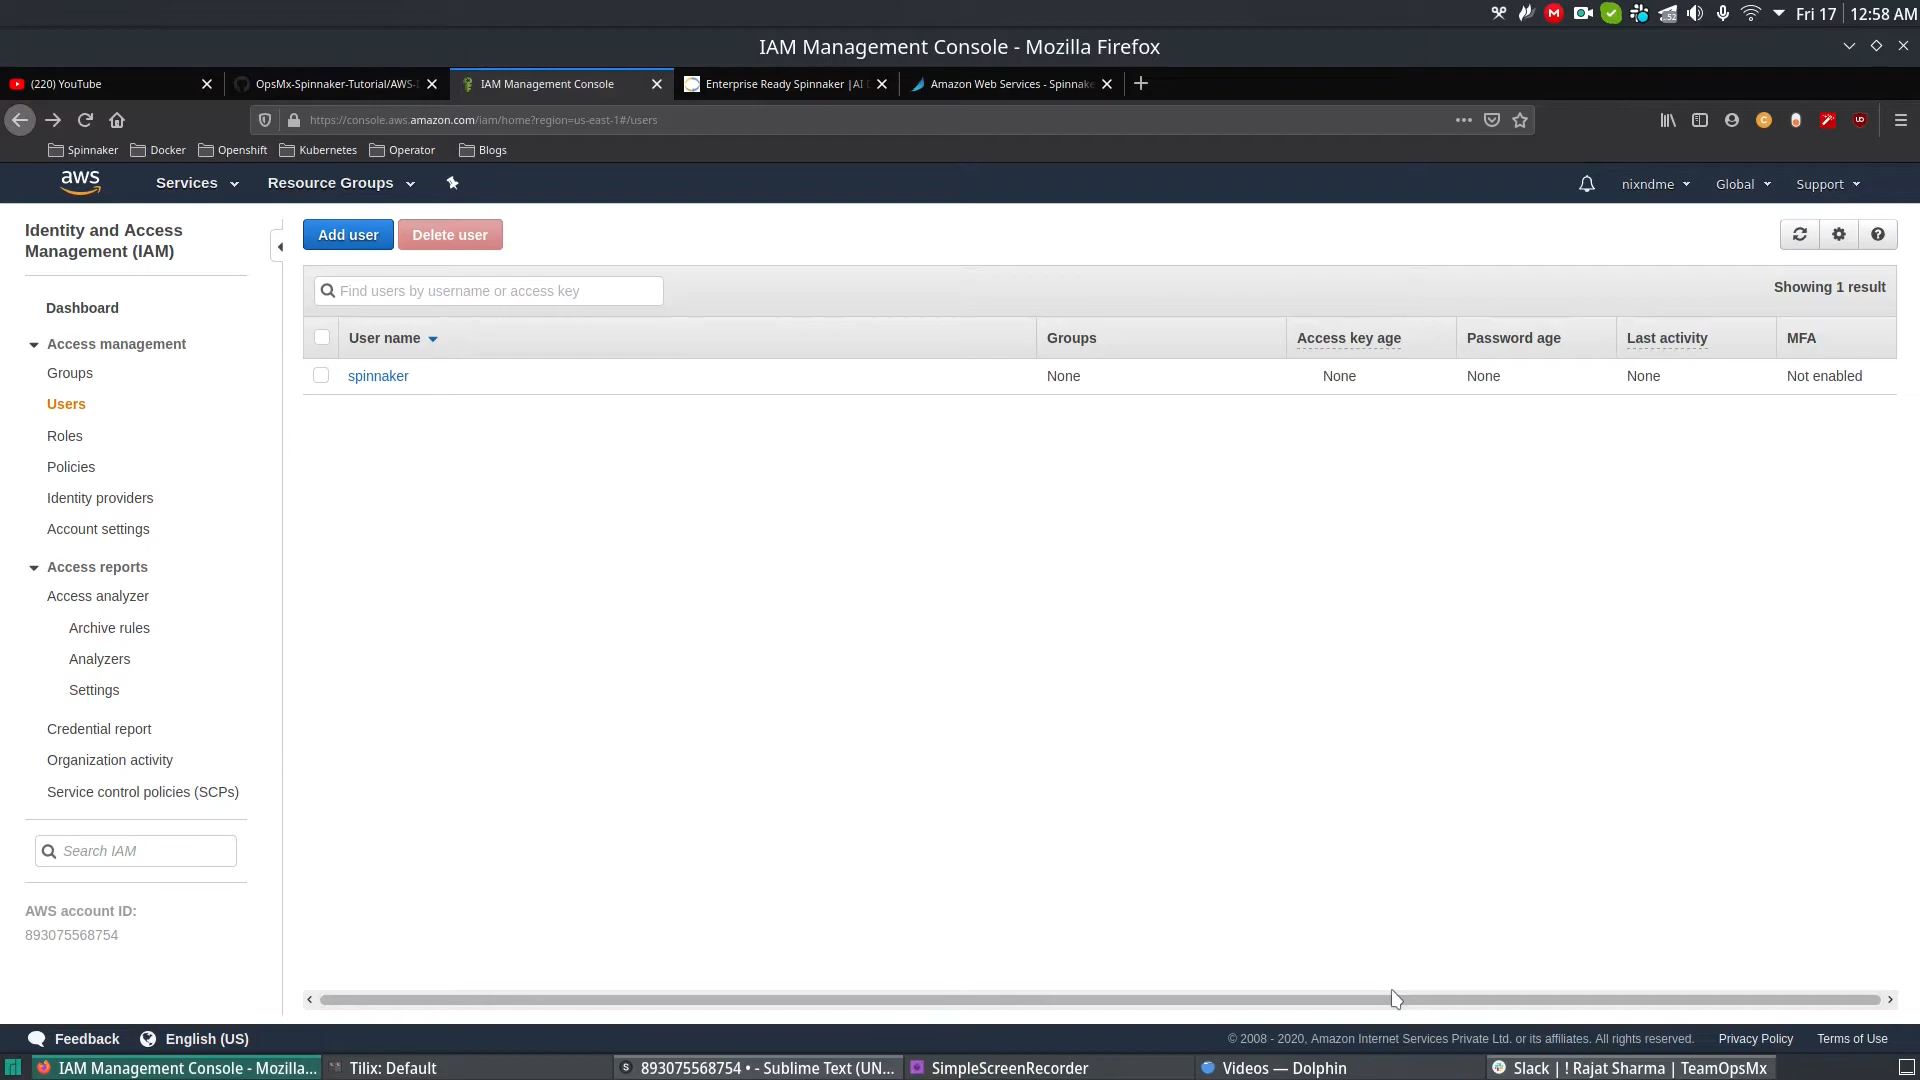 52
Fri 17
12:58 AM
IAM Management Console - Mozilla Firefox
(220) YouTube
OpsMx-Spinnaker-Tutorial/AWS-
IAM Management Console
Enterprise Ready Spinnaker |AI
Amazon Web Services - Spinnake
https://console.aws.amazon.com/iam/home?region=us-east-1#/users
Spinnaker
Docker
Openshift
Kubernetes
Operator
Blogs
aws
Services
Resource Groups
nixndme
Global
Support
Identity and Access
Management (IAM)
Dashboard
Access management
Groups
Users
Roles
Policies
Identity providers
Account settings
Access reports
Access analyzer
Archive rules
Analyzers
Settings
Credential report
Organization activity
Service control policies (SCPs)
Search IAM
AWS account ID:
893075568754
Add user
Delete user
Find users by username or access key
Showing 1 result
User name
Groups
Access key age
Password age
Last activity
MFA
spinnaker
None
None
None
None
Not enabled
Feedback
English (US)
© 2008 - 2020, Amazon Internet Services Private Ltd. or its affiliates. All rights reserved.
Privacy Policy
Terms of Use
IAM Management Console - Mozilla...
Tilix: Default
893075568754 • - Sublime Text (UN...
SimpleScreenRecorder
Videos — Dolphin
Slack | ! Rajat Sharma | TeamOpsMx